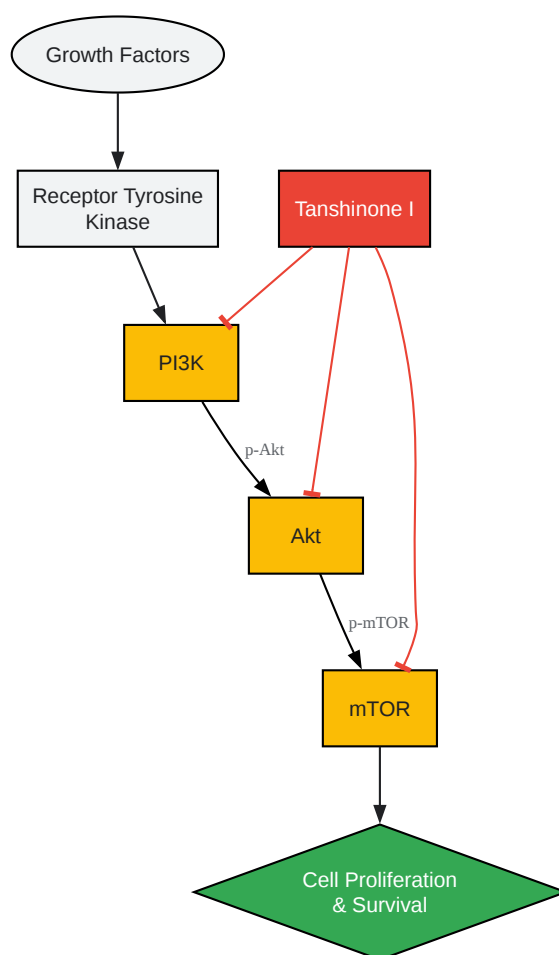 Growth Factors
Receptor Tyrosine
Kinase
Tanshinone I
PI3K
p-Akt
Akt
p-mTOR
mTOR
Cell Proliferation
& Survival